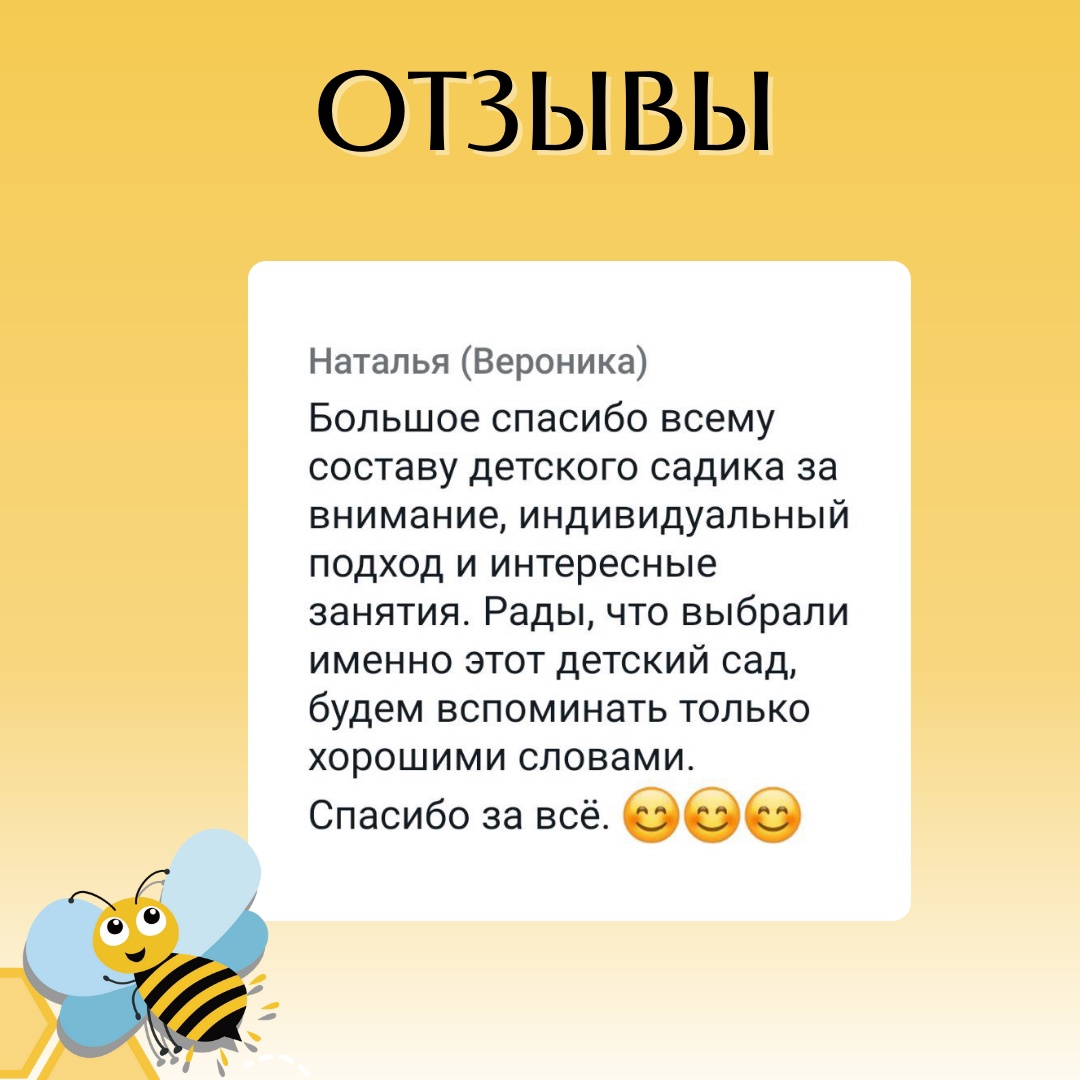 ОТЗЫВЫ
Наталья (Вероника)
Большое спасибо всему
составу детского садика за
внимание, индивидуальный
подход и интересные
занятия. Рады, что выбрали
именно этот детский сад,
будем вспоминать только
хорошими словами.
Спасибо за всё. 😊😊😊